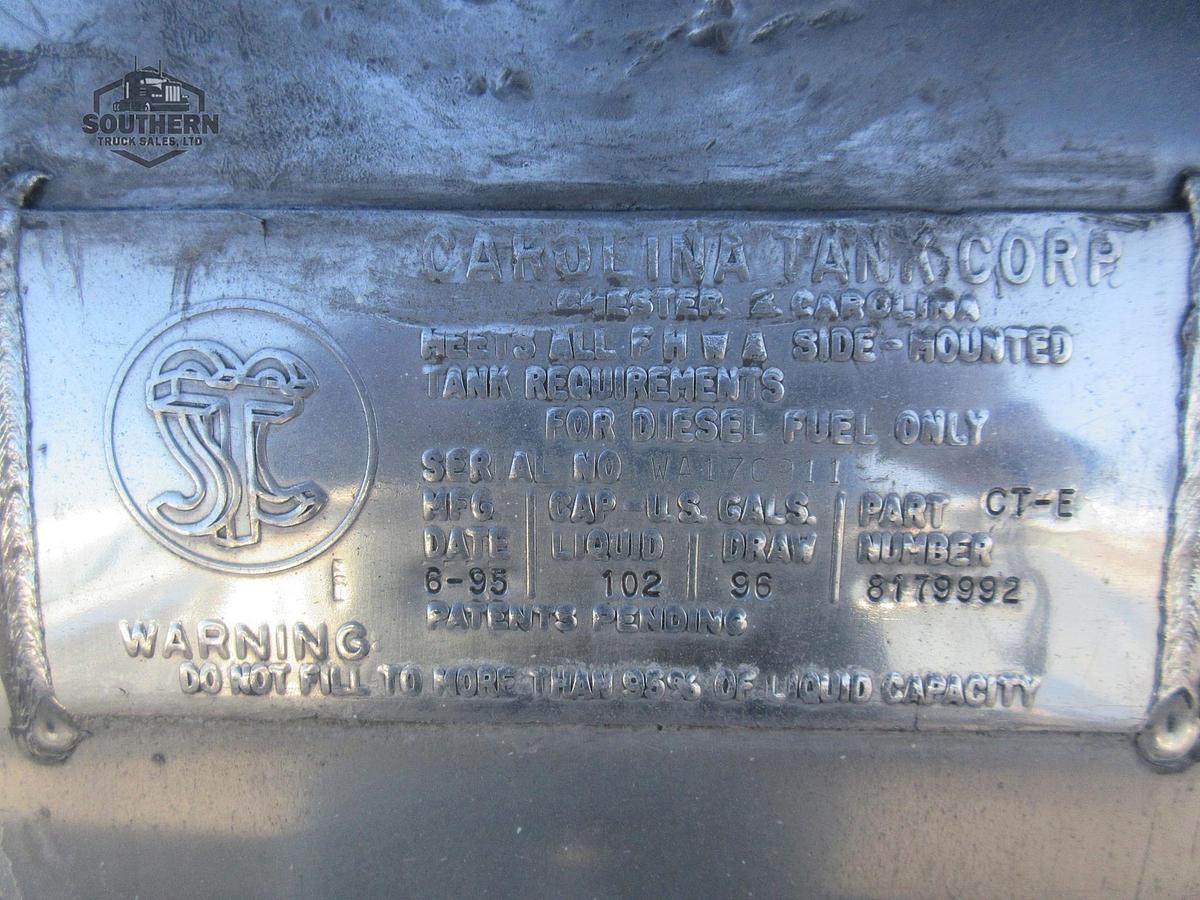 SOUTHERN
TRUCK SALES, LTD
CAROLINA TANK CORP
CHESTER S CAROLINA
MEETS ALL F H W A SIDE-MOUNTED
TANK REQUIREMENTS
FOR DIESEL FUEL ONLY
SERIAL NO
MFG CAP - U.S. GALS. PART CT-E
DATE LIQUID DRAW NUMBER
6-95 102 96 8179992
PATENTS PENDING
WARNING
DO NOT FILL TO MORE THAN 95% OF LIQUID CAPACITY